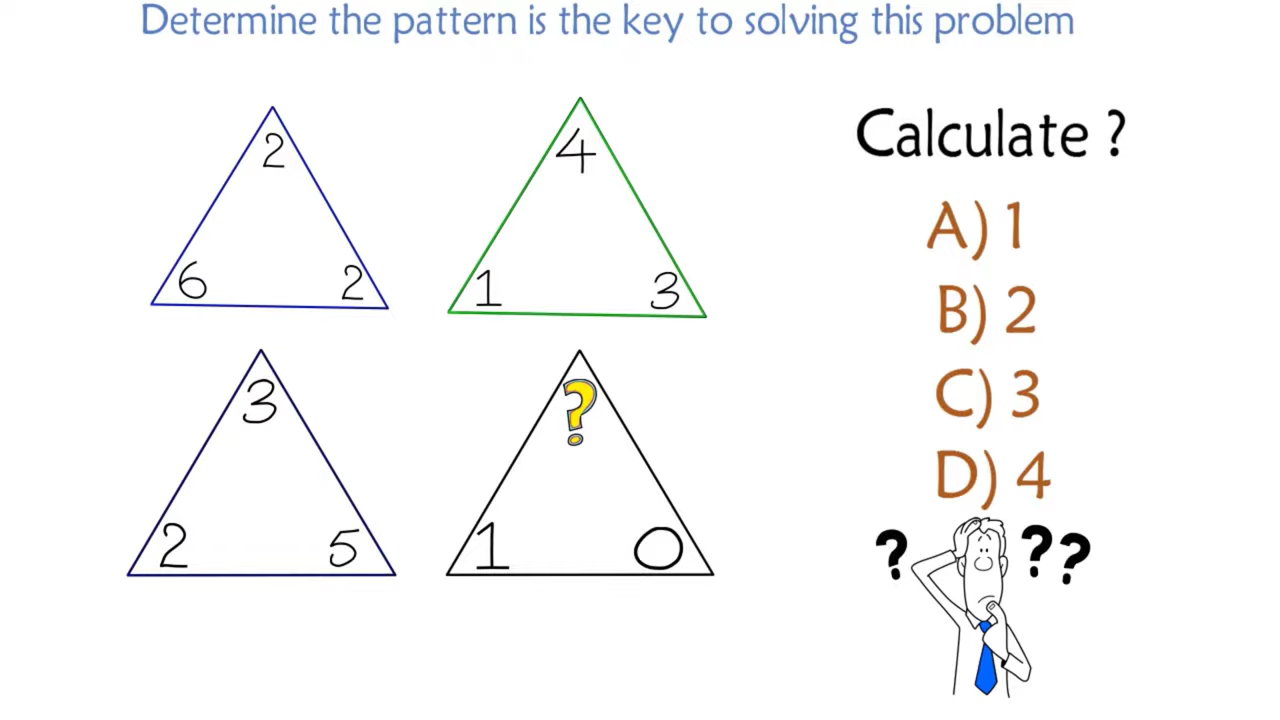 Determine the pattern is the key to solving this problem
2
6 2
4
1 3
3
2 5
?
1 0
Calculate ?
A) 1
B) 2
C) 3
D) 4
? ??